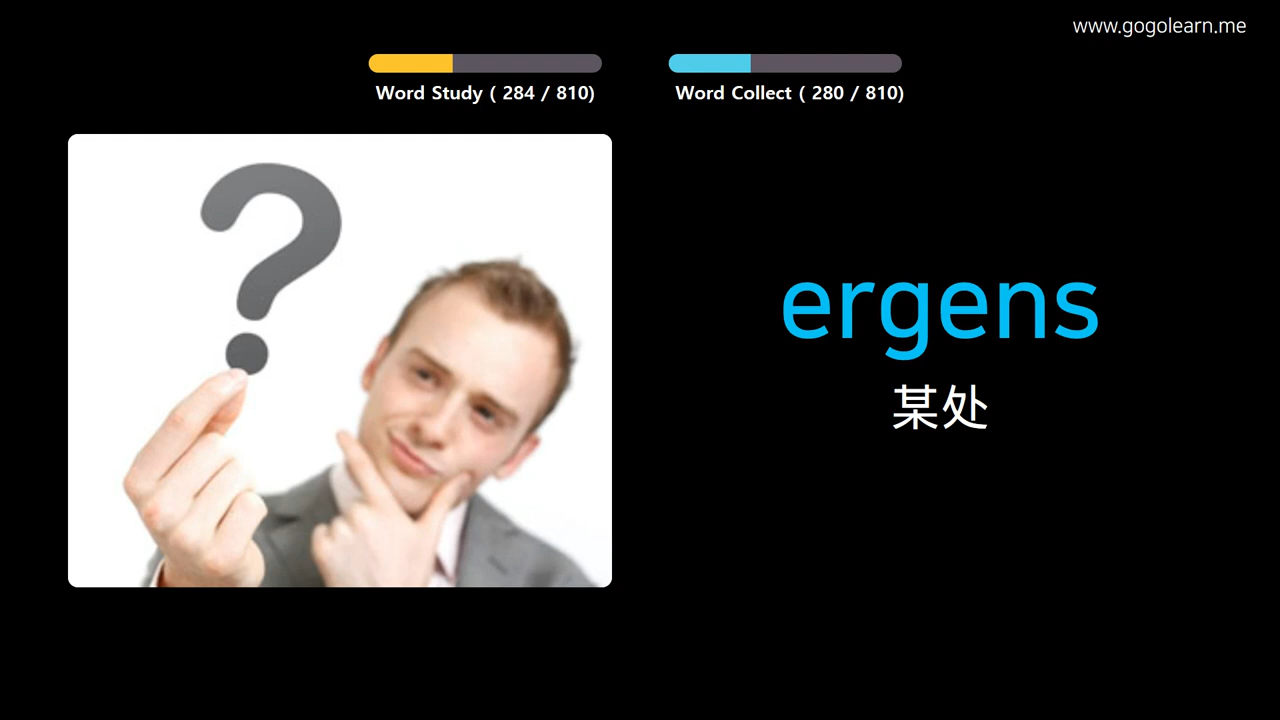 www.gogolearn.me
Word Study ( 284 / 810)
Word Collect ( 280 / 810)
?
ergens
某处